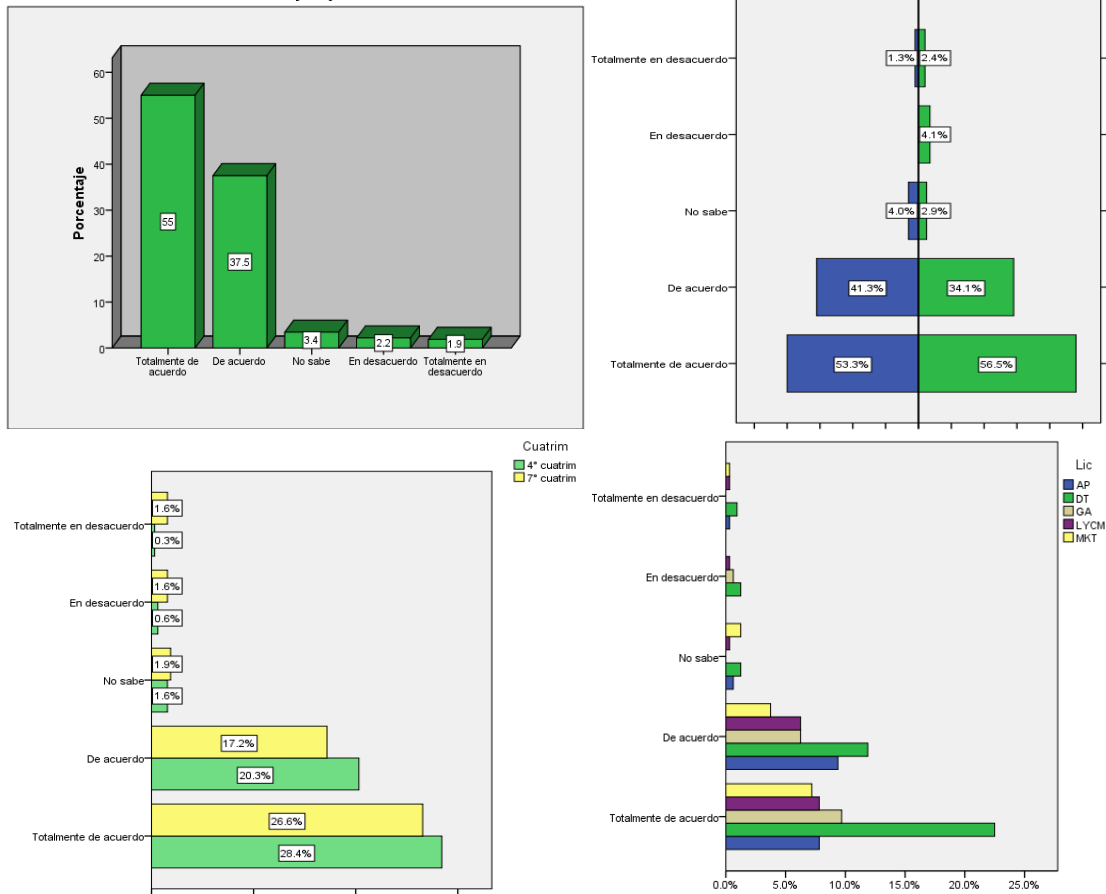 60
50
40
30
20
10
0
Porcentaje
55
37.5
3.4
2.2
1.9
Totalmente de
acuerdo
De acuerdo
No sabe
En desacuerdo
Totalmente en
desacuerdo
Totalmente en desacuerdo
1.3% 2.4%
En desacuerdo
4.1%
No sabe
4.0% 2.9%
De acuerdo
41.3% 34.1%
Totalmente de acuerdo
53.3% 56.5%
Cuatrim
4° cuatrim
7° cuatrim
Totalmente en desacuerdo
1.6%
0.3%
En desacuerdo
1.6%
0.6%
No sabe
1.9%
1.6%
De acuerdo
17.2%
20.3%
Totalmente de acuerdo
26.6%
28.4%
Lic
AP
DT
GA
LYCM
MKT
Totalmente en desacuerdo
En desacuerdo
No sabe
De acuerdo
Totalmente de acuerdo
0.0% 5.0% 10.0% 15.0% 20.0% 25.0%